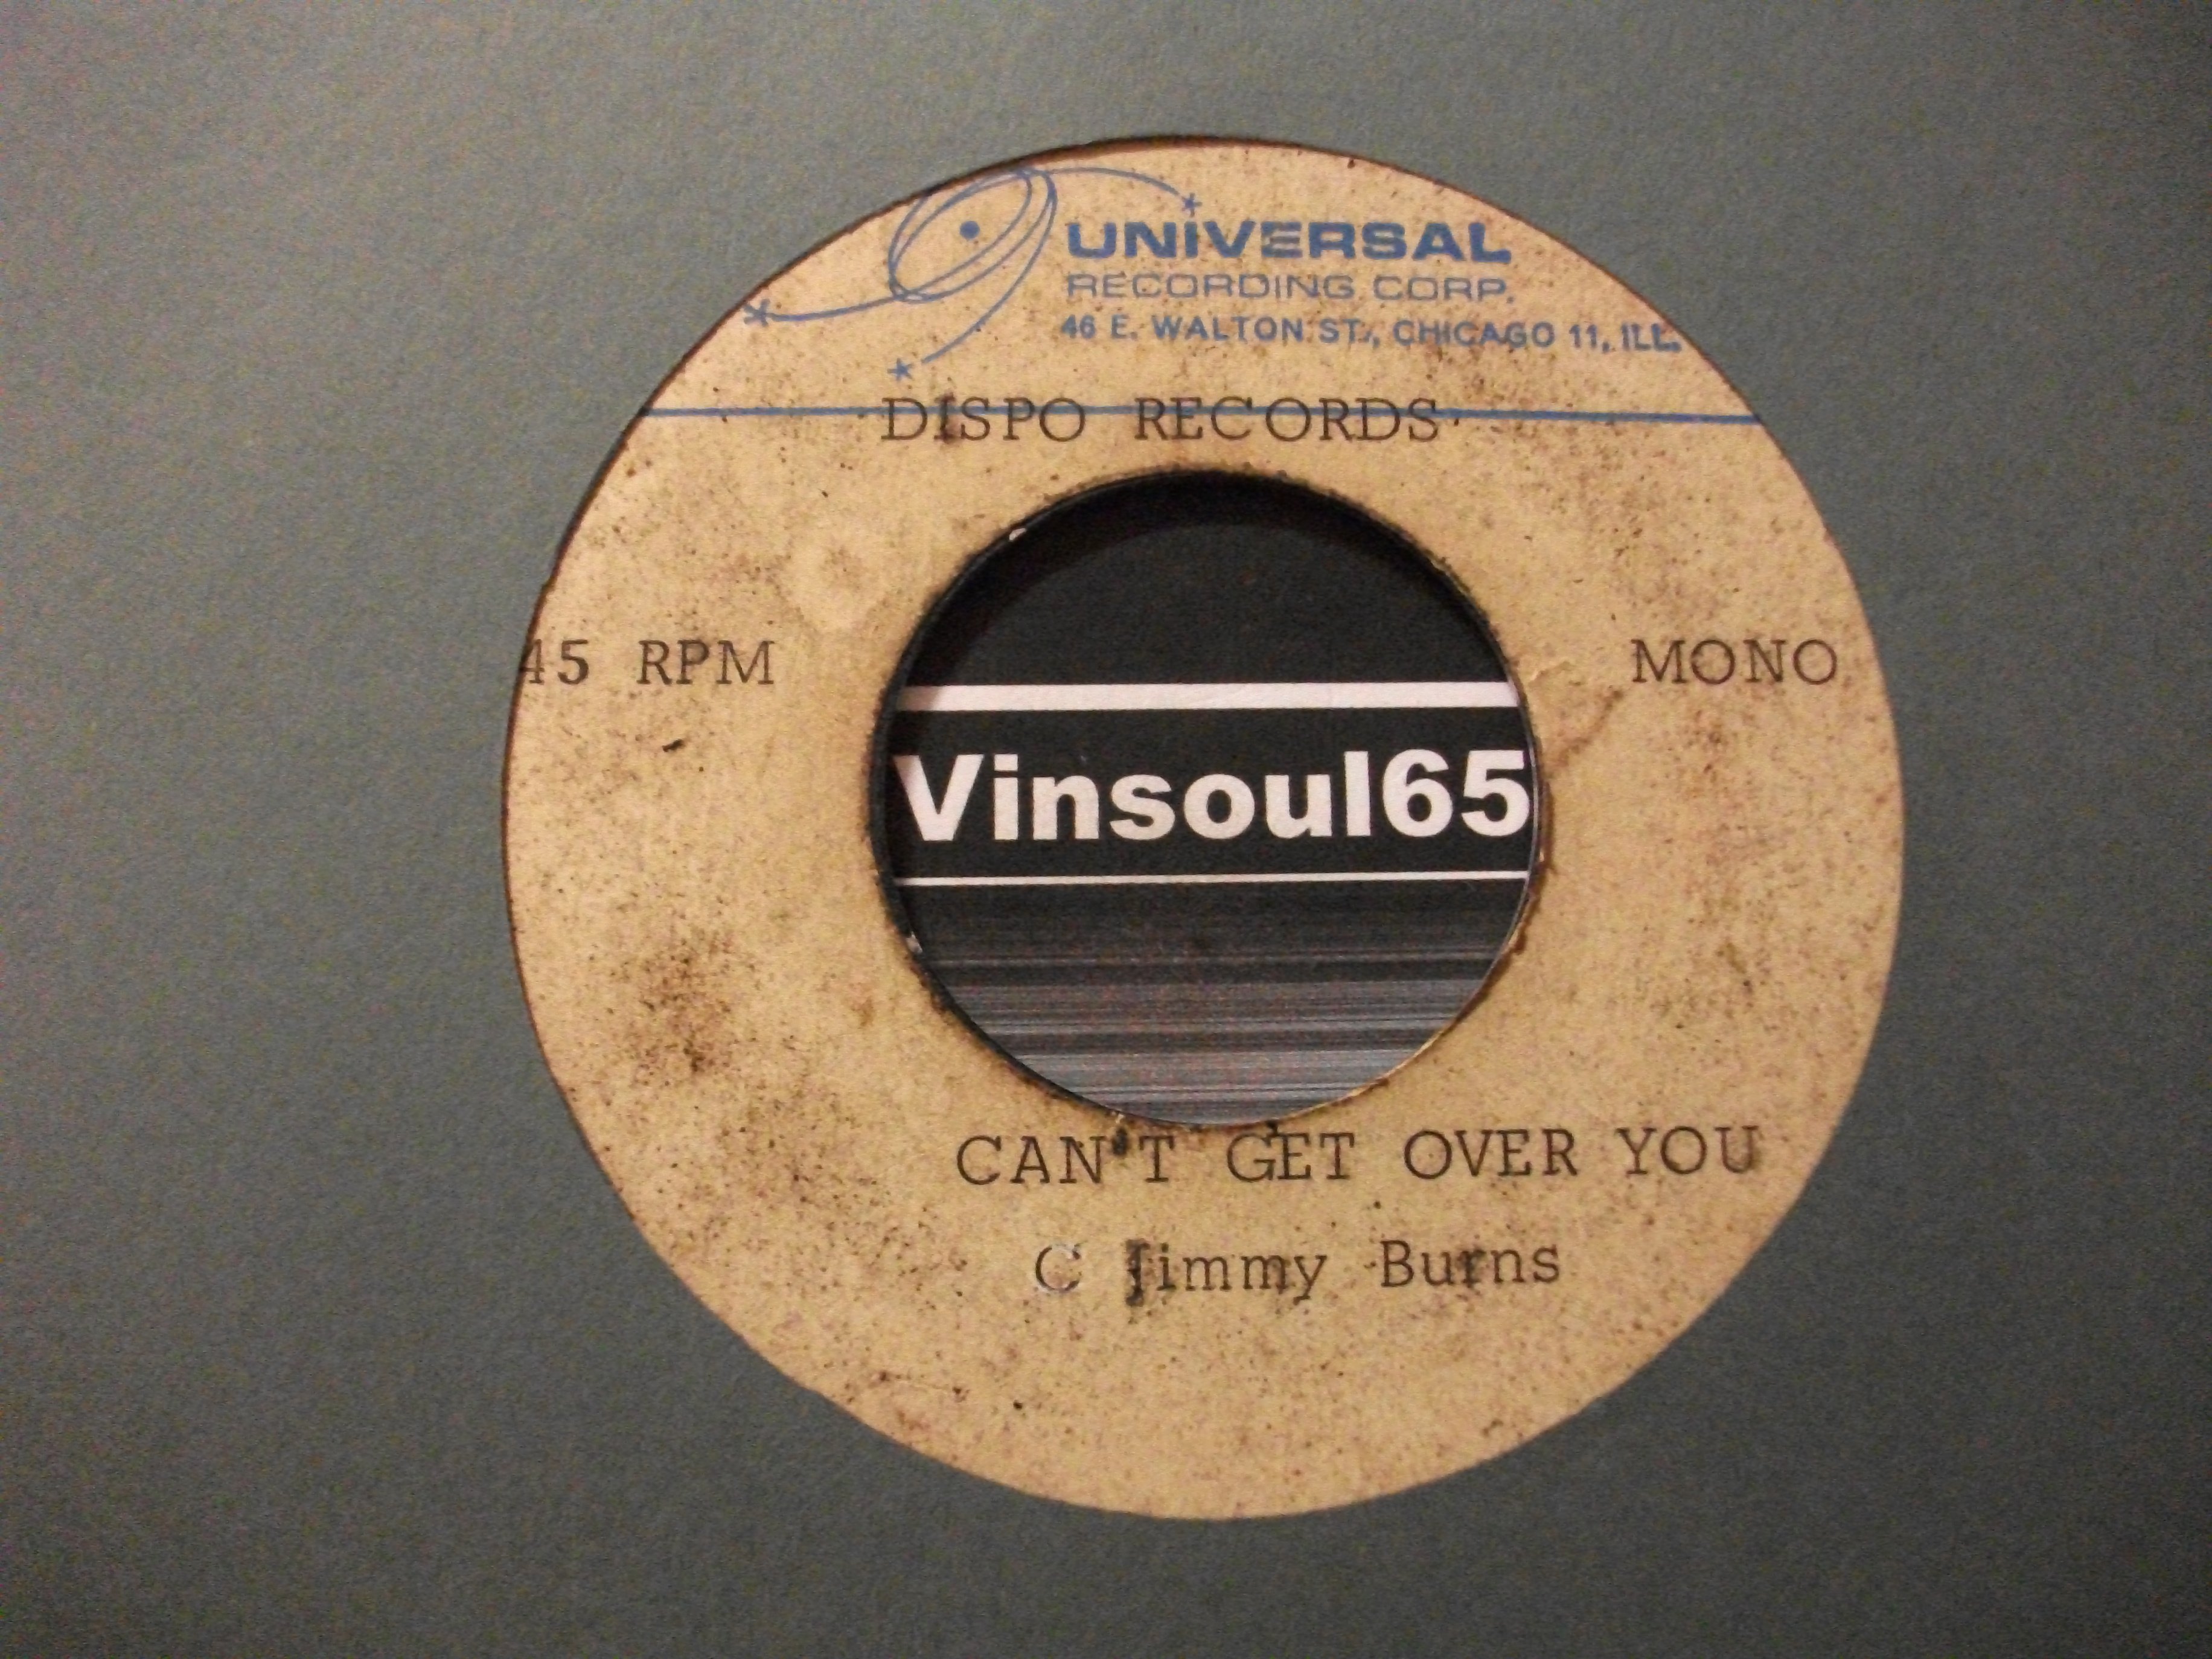 UNIVERSAL
RECORDING CORP.
46 E. WALTON ST., CHICAGO 11, ILL.
DISPO RECORDS
45 RPM
MONO
Vinsoul65
CAN'T GET OVER YOU
C Jimmy Burns